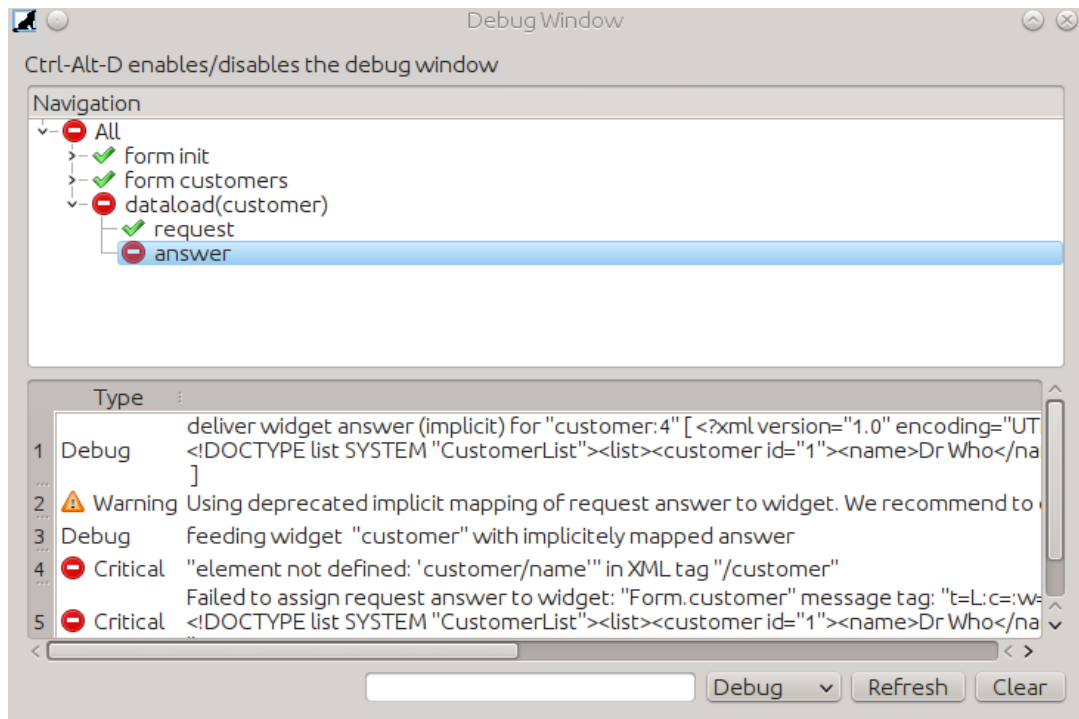 Debug Window
Ctrl-Alt-D enables/disables the debug window
Navigation
All
form init
form customers
dataload(customer)
request
answer
Type
deliver widget answer (implicit) for "customer:4" [ <?xml version="1.0" encoding="UT
1 Debug <!DOCTYPE list SYSTEM "CustomerList"><list><customer id="1"><name>Dr Who</na
]
2 Warning Using deprecated implicit mapping of request answer to widget. We recommend to
3 Debug feeding widget "customer" with implicitely mapped answer
4 Critical "element not defined: 'customer/name'" in XML tag "/customer"
Failed to assign request answer to widget: "Form.customer" message tag: "t=L:c=:w=
5 Critical <!DOCTYPE list SYSTEM "CustomerList"><list><customer id="1"><name>Dr Who</na
Debug Refresh Clear